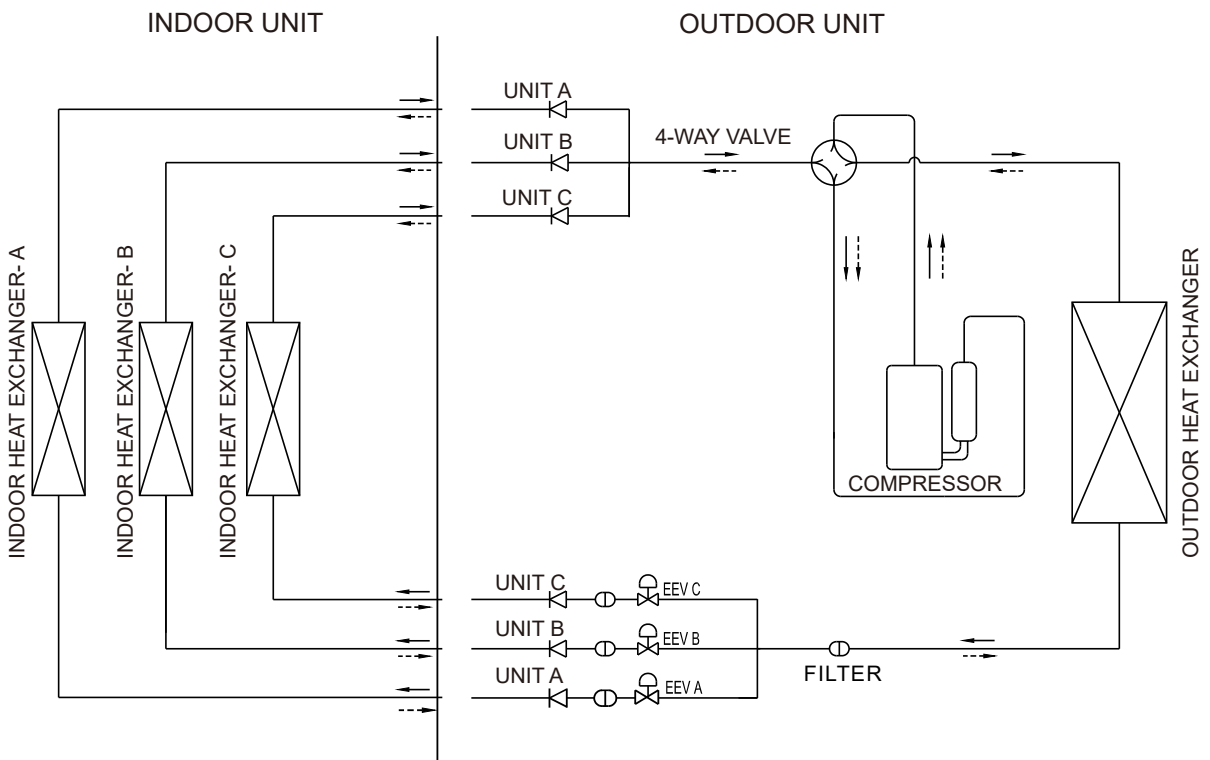 INDOOR UNIT
OUTDOOR UNIT
UNIT A
UNIT B
4-WAY VALVE
UNIT C
INDOOR HEAT EXCHANGER- A
INDOOR HEAT EXCHANGER- B
INDOOR HEAT EXCHANGER- C
OUTDOOR HEAT EXCHANGER
COMPRESSOR
UNIT C
EEV C
UNIT B
EEV B
FILTER
UNIT A
EEV A